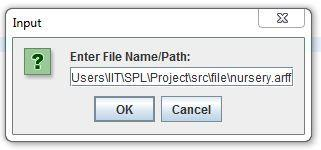 Input
Enter File Name/Path:
Users\IIT\SPL\Project\src\file\nursery.arff
OK
Cancel